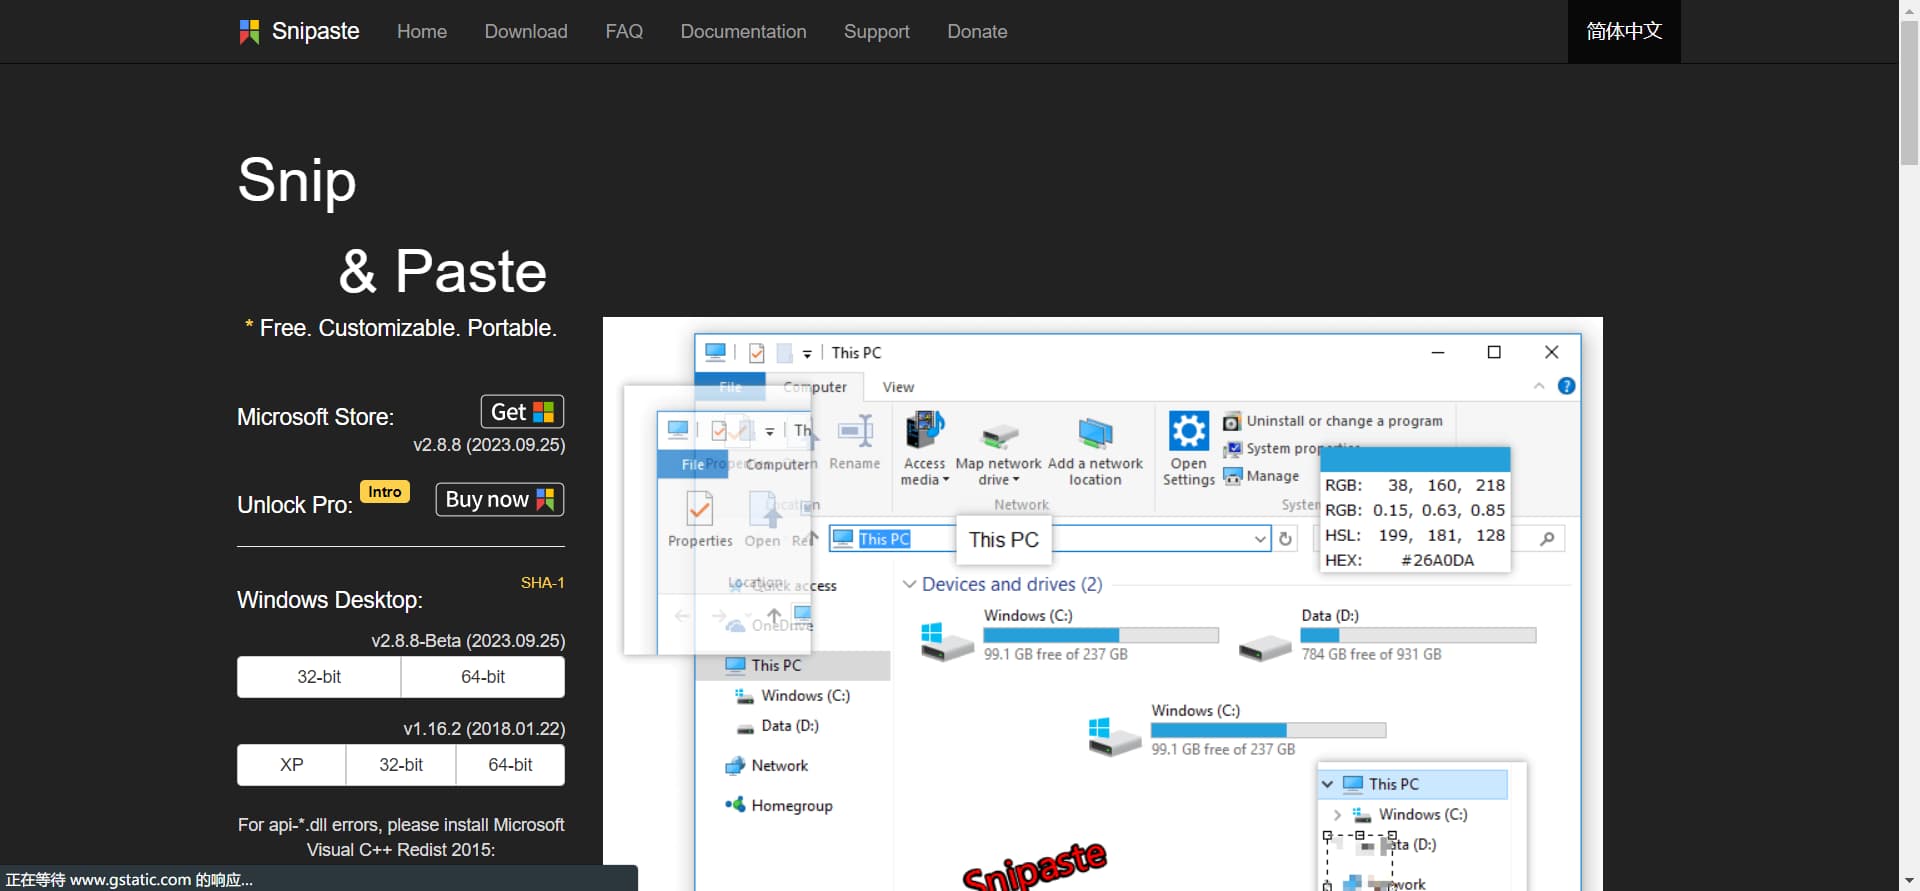 Snipaste
Home
Download
FAQ
Documentation
Support
Donate
简体中文
Snip
& Paste
* Free. Customizable. Portable.
Microsoft Store:
Get
v2.8.8 (2023.09.25)
Unlock Pro:
Intro
Buy now
SHA-1
Windows Desktop:
v2.8.8-Beta (2023.09.25)
32-bit
64-bit
v1.16.2 (2018.01.22)
XP
32-bit
64-bit
For api-*.dll errors, please install Microsoft
Visual C++ Redist 2015:
正在等待 www.gstatic.com 的响应...
This PC
File
Computer
View
Rename
Access
media
Map network
drive
Add a network
location
Network
Open
Settings
Uninstall or change a program
System
Manage
File
Computer
Properties
Open
Location
This PC
This PC
RGB: 38, 160, 218
RGB: 0.15, 0.63, 0.85
HSL: 199, 181, 128
HEX: #26A0DA
Quick access
OneDrive
This PC
Windows (C:)
Data (D:)
Network
Homegroup
Devices and drives (2)
Windows (C:)
99.1 GB free of 237 GB
Data (D:)
784 GB free of 931 GB
Windows (C:)
99.1 GB free of 237 GB
This PC
Windows (C:)
ata (D:)
work
Snipaste